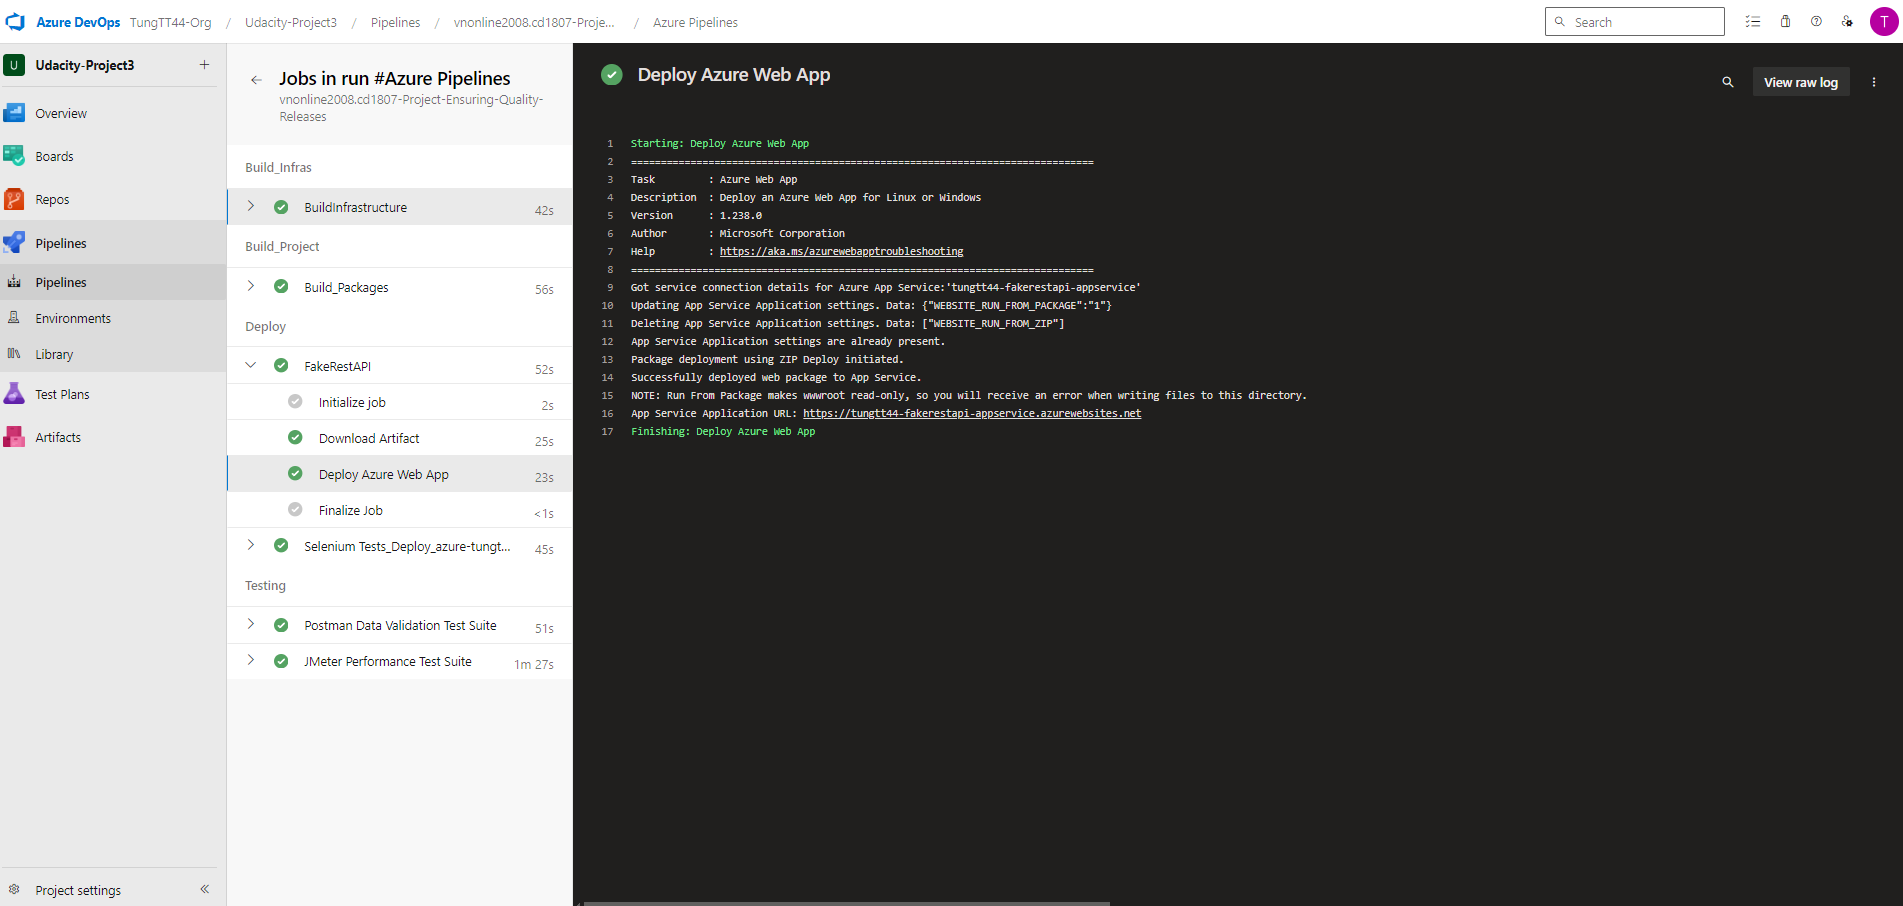 Azure DevOps TungTT44-Org / Udacity-Project3 / Pipelines / vnonline2008.cd1807-Proje... / Azure Pipelines
Search
T
U Udacity-Project3 +
Overview
Boards
Repos
Pipelines
Pipelines
Environments
Library
Test Plans
Artifacts
Project settings
Jobs in run #Azure Pipelines
vnonline2008.cd1807-Project-Ensuring-Quality-
Releases
Build_Infras
BuildInfrastructure 42s
Build_Project
Build_Packages 56s
Deploy
FakeRestAPI 52s
Initialize job 2s
Download Artifact 25s
Deploy Azure Web App 23s
Finalize Job <1s
Selenium Tests_Deploy_azure-tungt... 45s
Testing
Postman Data Validation Test Suite 51s
JMeter Performance Test Suite 1m 27s
Deploy Azure Web App
View raw log
1 Starting: Deploy Azure Web App
2 ==============================================================================
3 Task : Azure Web App
4 Description : Deploy an Azure Web App for Linux or Windows
5 Version : 1.238.0
6 Author : Microsoft Corporation
7 Help : https://aka.ms/azurewebapptroubleshooting
8 ==============================================================================
9 Got service connection details for Azure App Service:'tungtt44-fakerestapi-appservice'
10 Updating App Service Application settings. Data: {"WEBSITE_RUN_FROM_PACKAGE":"1"}
11 Deleting App Service Application settings. Data: ["WEBSITE_RUN_FROM_ZIP"]
12 App Service Application settings are already present.
13 Package deployment using ZIP Deploy initiated.
14 Successfully deployed web package to App Service.
15 NOTE: Run From Package makes wwwroot read-only, so you will receive an error when writing files to this directory.
16 App Service Application URL: https://tungtt44-fakerestapi-appservice.azurewebsites.net
17 Finishing: Deploy Azure Web App